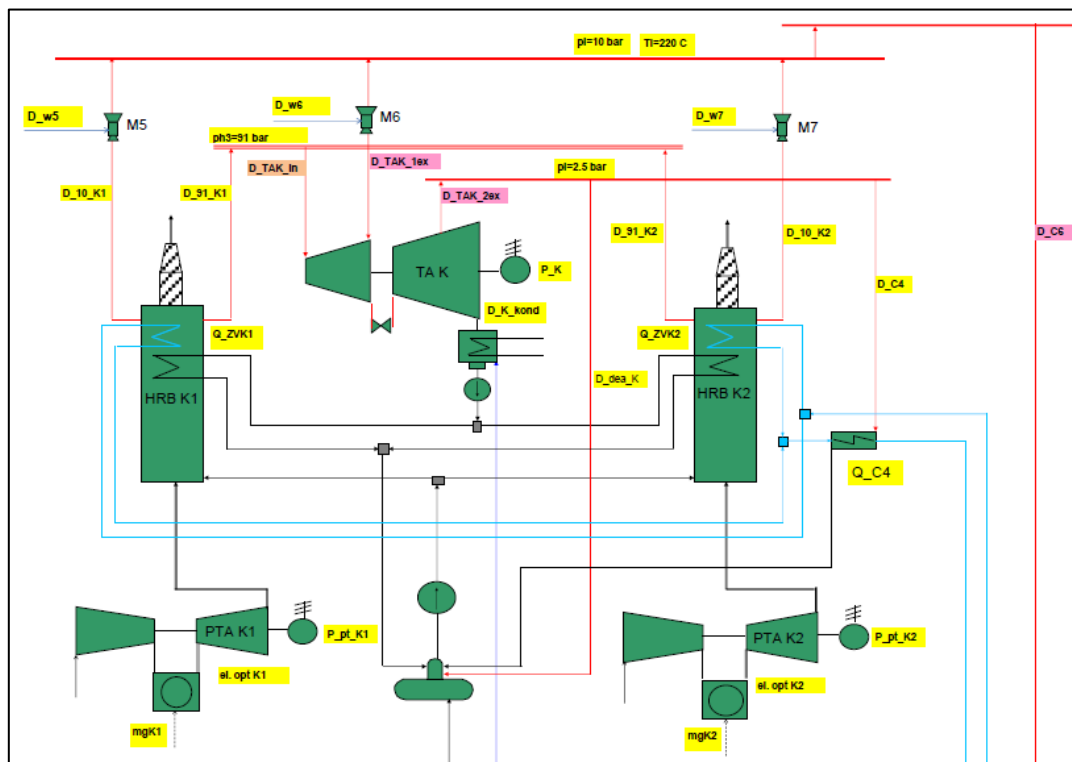 pl=10 bar TI=220 C
D_w5
M5
D_w6
M6
D_w7
M7
ph3=91 bar
D_TAK_in
D_TAK_1ex
pl=2.5 bar
D_10_K1
D_91_K1
D_TAK_2ex
D_91_K2
D_10_K2
D_C6
TA K
P_K
D_C4
D_K_kond
Q_ZVK1
Q_ZVK2
D_dea_K
HRB K1
HRB K2
Q_C4
PTA K1
P_pt_K1
PTA K2
P_pt_K2
el. opt K1
el. opt K2
mgK1
mgK2